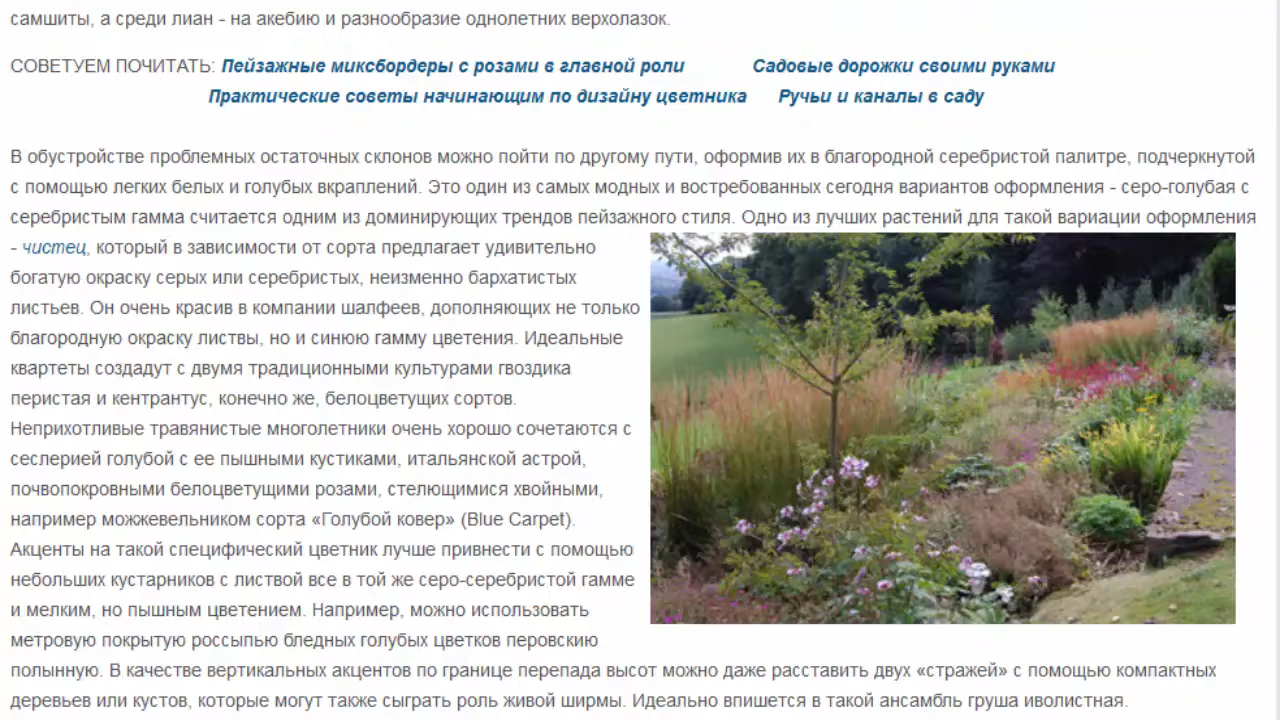 самшиты, а среди лиан - на акебию и разнообразие однолетних верхолазок.
СОВЕТУЕМ ПОЧИТАТЬ: Пейзажные миксбордеры с розами в главной роли Садовые дорожки своими руками
Практические советы начинающим по дизайну цветника Ручьи и каналы в саду
В обустройстве проблемных остаточных склонов можно пойти по другому пути, оформив их в благородной серебристой палитре, подчеркнутой
с помощью легких белых и голубых вкраплений. Это один из самых модных и востребованных сегодня вариантов оформления - серо-голубая с
серебристым гамма считается одним из доминирующих трендов пейзажного стиля. Одно из лучших растений для такой вариации оформления
- чистец, который в зависимости от сорта предлагает удивительно
богатую окраску серых или серебристых, неизменно бархатистых
листьев. Он очень красив в компании шалфеев, дополняющих не только
благородную окраску листвы, но и синюю гамму цветения. Идеальные
квартеты создадут с двумя традиционными культурами гвоздика
перистая и кентрантус, конечно же, белоцветущих сортов.
Неприхотливые травянистые многолетники очень хорошо сочетаются с
сеслерией голубой с ее пышными кустиками, итальянской астрой,
почвопокровными белоцветущими розами, стелющимися хвойными,
например можжевельником сорта «Голубой ковер» (Blue Carpet).
Акценты на такой специфический цветник лучше привнести с помощью
небольших кустарников с листвой все в той же серо-серебристой гамме
и мелким, но пышным цветением. Например, можно использовать
метровую покрытую россыпью бледных голубых цветков перовскию
полынную. В качестве вертикальных акцентов по границе перепада высот можно даже расставить двух «стражей» с помощью компактных
деревьев или кустов, которые могут также сыграть роль живой ширмы. Идеально впишется в такой ансамбль груша иволистная.